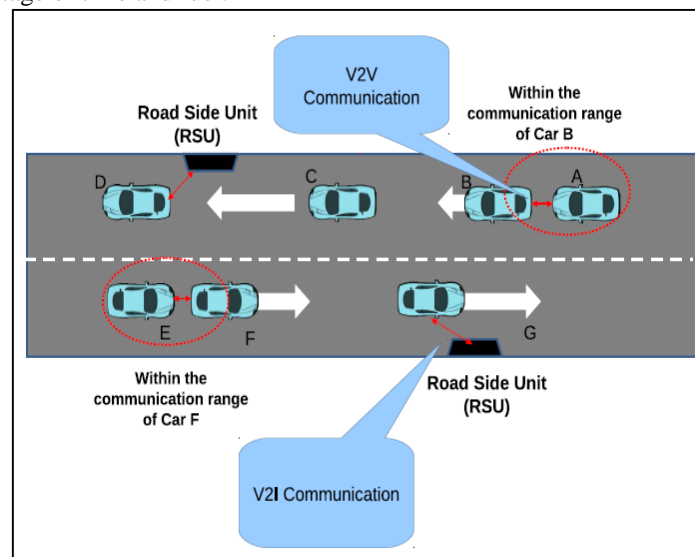 V2V
Communication
Within the
communication range
of Car B
Road Side Unit
(RSU)
D
C
B
A
E
F
G
Within the
communication range
of Car F
Road Side Unit
(RSU)
V2I Communication